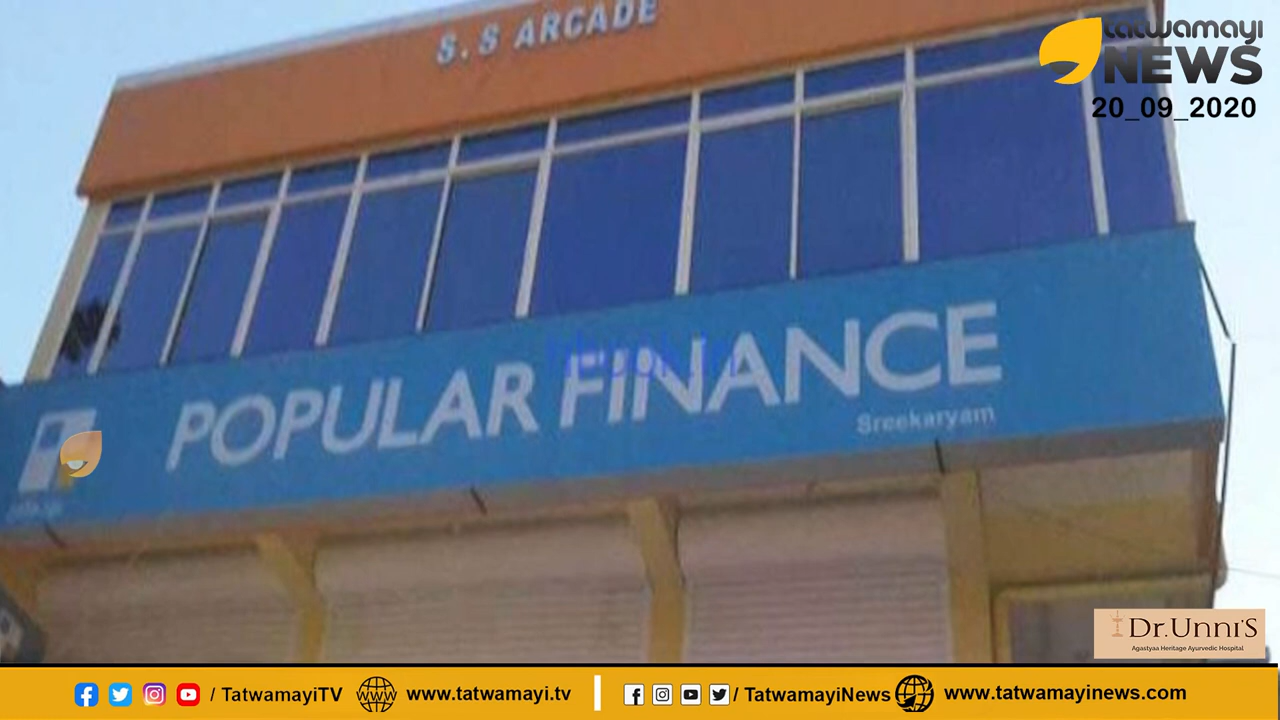 S.S ARCADE
tatwamayi
NEWS
20_09_2020
POPULAR FINANCE
Sreekaryam
Dr.UNNI'S
Agastyaa Heritage Ayurvedic Hospital
/ TatwamayiTV www.tatwamayi.tv / TatwamayiNews www.tatwamayinews.com